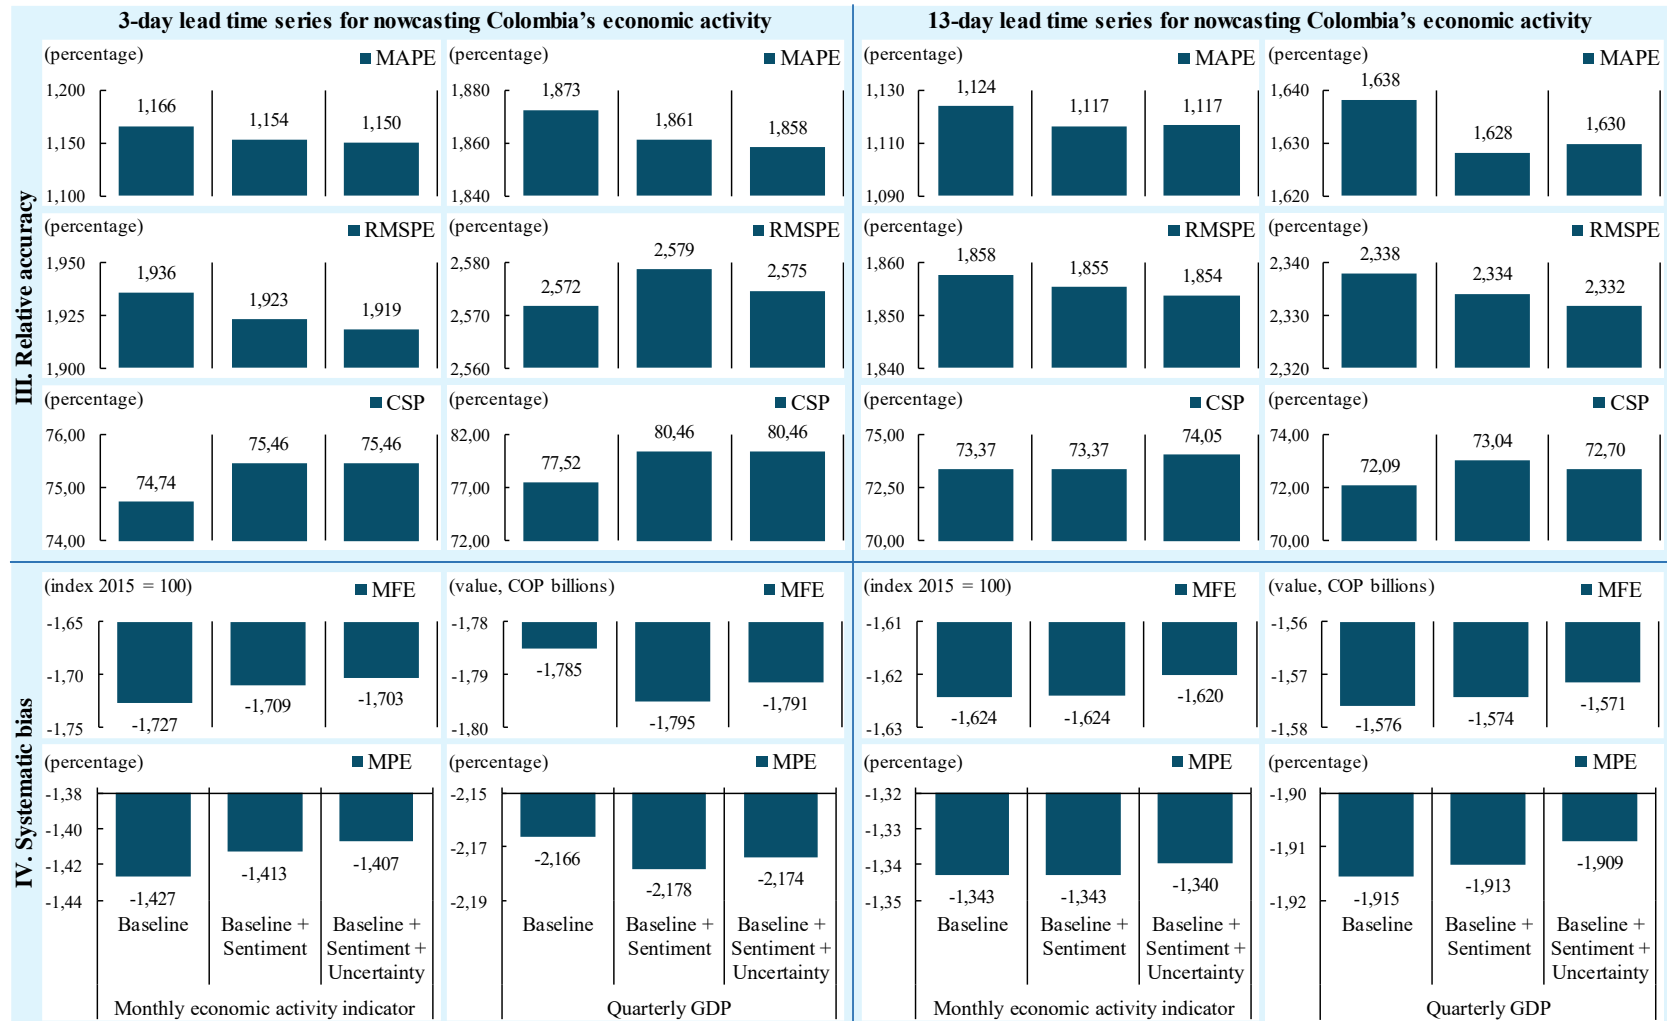 3-day lead time series for nowcasting Colombia’s economic activity
13-day lead time series for nowcasting Colombia’s economic activity
III. Relative accuracy
(percentage)
MAPE
1,200
1,150
1,100
1,166
1,154
1,150
(percentage)
MAPE
1,880
1,860
1,840
1,873
1,861
1,858
(percentage)
MAPE
1,130
1,110
1,090
1,124
1,117
1,117
(percentage)
MAPE
1,640
1,630
1,620
1,638
1,628
1,630
(percentage)
RMSPE
1,950
1,925
1,900
1,936
1,923
1,919
(percentage)
RMSPE
2,580
2,570
2,560
2,572
2,579
2,575
(percentage)
RMSPE
1,860
1,850
1,840
1,858
1,855
1,854
(percentage)
RMSPE
2,340
2,330
2,320
2,338
2,334
2,332
(percentage)
CSP
76,00
75,00
74,00
74,74
75,46
75,46
(percentage)
CSP
82,00
77,00
72,00
77,52
80,46
80,46
(percentage)
CSP
75,00
72,50
70,00
73,37
73,37
74,05
(percentage)
CSP
74,00
72,00
70,00
72,09
73,04
72,70
IV. Systematic bias
(index 2015 = 100)
MFE
-1,65
-1,70
-1,75
-1,727
-1,709
-1,703
(value, COP billions)
MFE
-1,78
-1,79
-1,80
-1,785
-1,795
-1,791
(index 2015 = 100)
MFE
-1,61
-1,62
-1,63
-1,624
-1,624
-1,620
(value, COP billions)
MFE
-1,56
-1,57
-1,58
-1,576
-1,574
-1,571
(percentage)
MPE
-1,38
-1,40
-1,42
-1,44
-1,427
-1,413
-1,407
Baseline
Baseline +
Sentiment
Baseline +
Sentiment +
Uncertainty
Monthly economic activity indicator
(percentage)
MPE
-2,15
-2,17
-2,19
-2,166
-2,178
-2,174
Baseline
Baseline +
Sentiment
Baseline +
Sentiment +
Uncertainty
Quarterly GDP
(percentage)
MPE
-1,32
-1,33
-1,34
-1,35
-1,343
-1,343
-1,340
Baseline
Baseline +
Sentiment
Baseline +
Sentiment +
Uncertainty
Monthly economic activity indicator
(percentage)
MPE
-1,90
-1,91
-1,92
-1,915
-1,913
-1,909
Baseline
Baseline +
Sentiment
Baseline +
Sentiment +
Uncertainty
Quarterly GDP